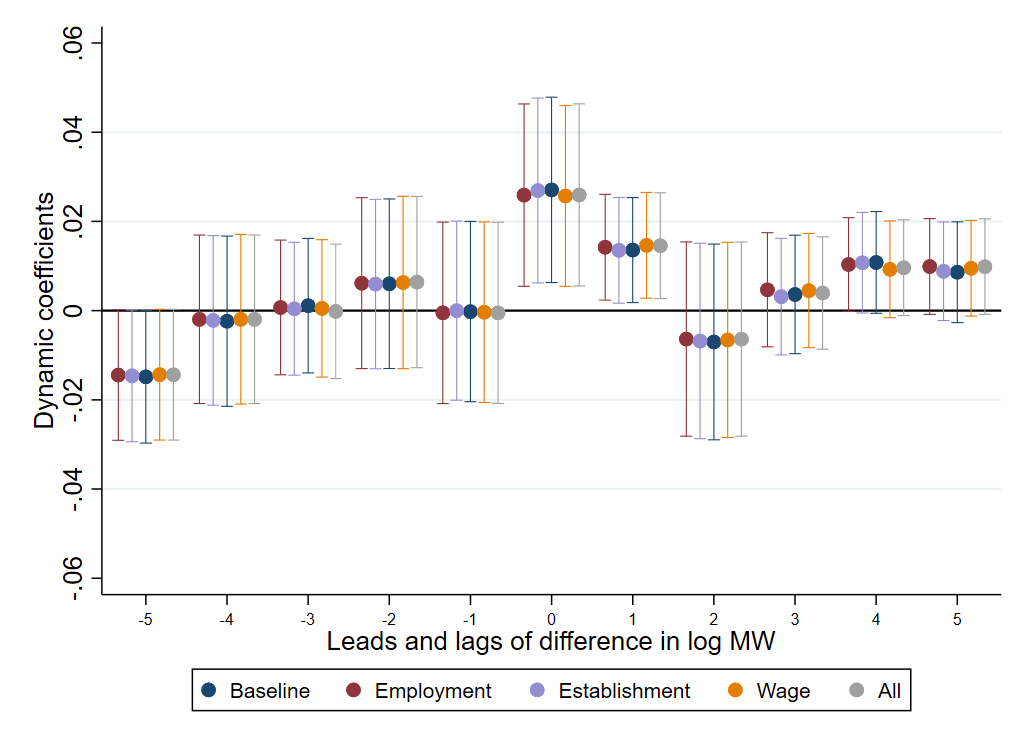 Dynamic coefficients
.06
.04
.02
0
-.02
-.04
-.06
-5 -4 -3 -2 -1 0 1 2 3 4 5
Leads and lags of difference in log MW
Baseline Employment Establishment Wage All